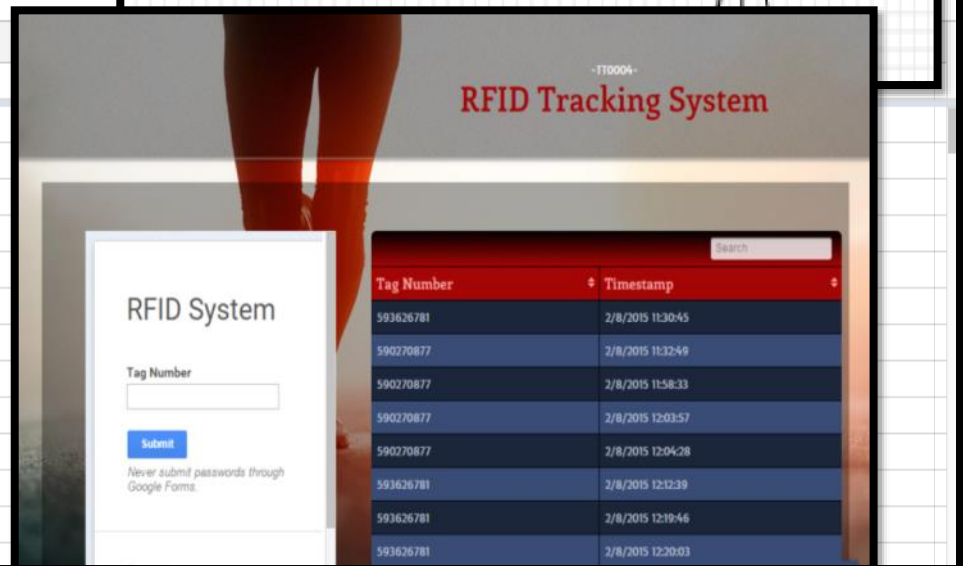 -TT0004-
RFID Tracking System
Search
Tag Number Timestamp
593626781 2/8/2015 11:30:45
590270877 2/8/2015 11:32:49
590270877 2/8/2015 11:58:33
590270877 2/8/2015 12:03:57
590270877 2/8/2015 12:04:28
593626781 2/8/2015 12:12:39
593626781 2/8/2015 12:19:46
593626781 2/8/2015 12:20:03
RFID System
Tag Number
Submit
Never submit passwords through
Google Forms.